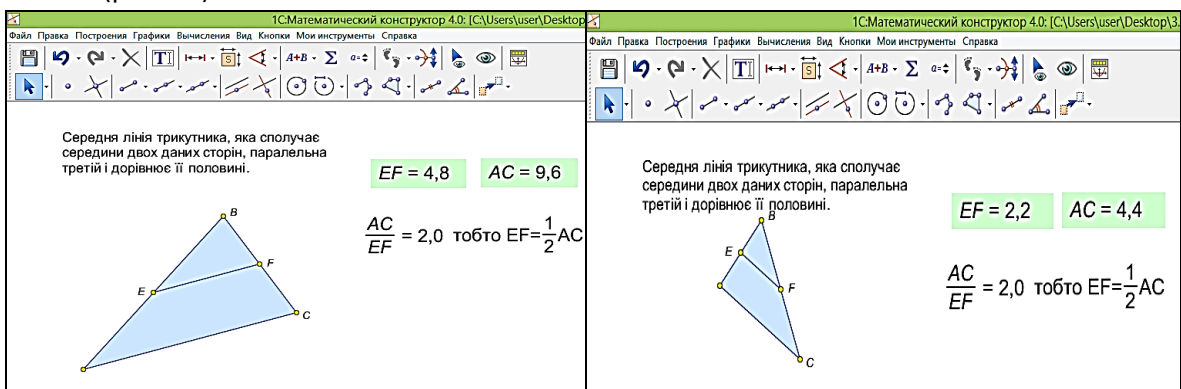 1С:Математический конструктор 4.0: [C:\Users\user\Desktop
Файл Правка Построения Графики Вычисления Вид Кнопки Мои инструменты Справка
A+B Σ
Середня лінія трикутника, яка сполучає
середини двох даних сторін, паралельна
третій і дорівнює її половині.
EF = 4,8 AC = 9,6
AC/EF = 2,0 тобто EF=1/2AC
B
F
E
C
1С:Математический конструктор 4.0: [C:\Users\user\Desktop\3.
Файл Правка Построения Графики Вычисления Вид Кнопки Мои инструменты Справка
A+B Σ
Середня лінія трикутника, яка сполучає
середини двох даних сторін, паралельна
третій і дорівнює її половині.
EF = 2,2 AC = 4,4
AC/EF = 2,0 тобто EF=1/2AC
B
E
F
C